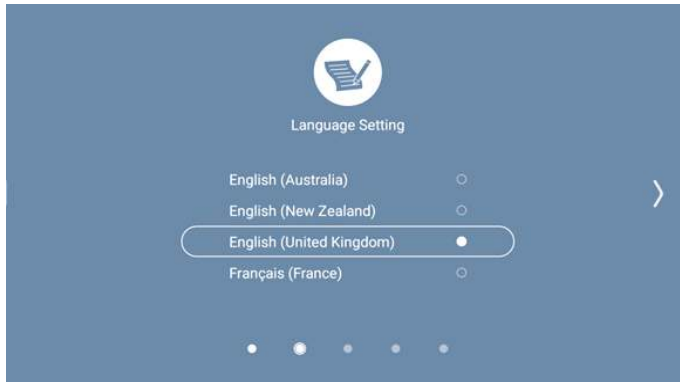 Language Setting
English (Australia)
English (New Zealand)
English (United Kingdom)
Français (France)